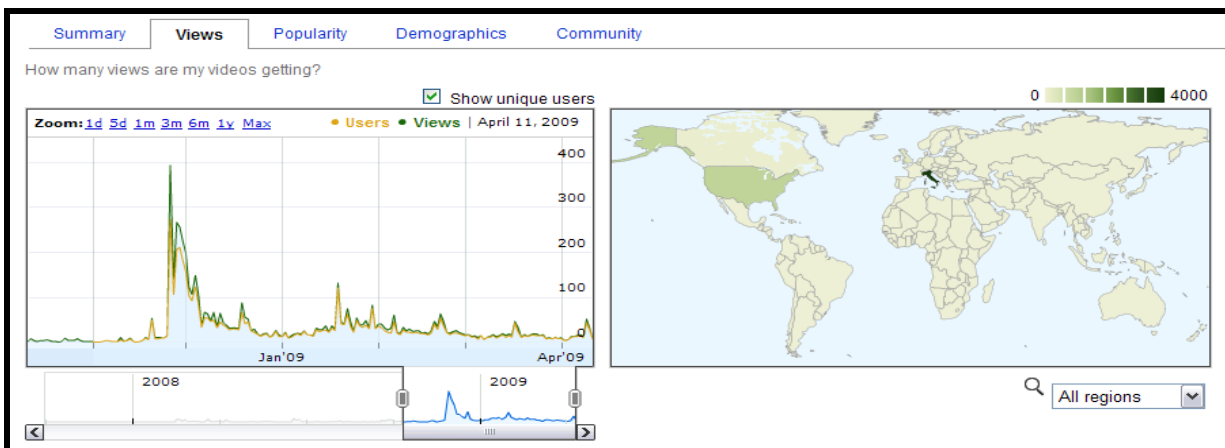 Summary Views Popularity Demographics Community
How many views are my videos getting?
Show unique users
0 4000
Zoom: 1d 5d 1m 3m 6m 1y Max Users Views | April 11, 2009
400
300
200
100
0
Jan'09 Apr'09
2008 2009
All regions